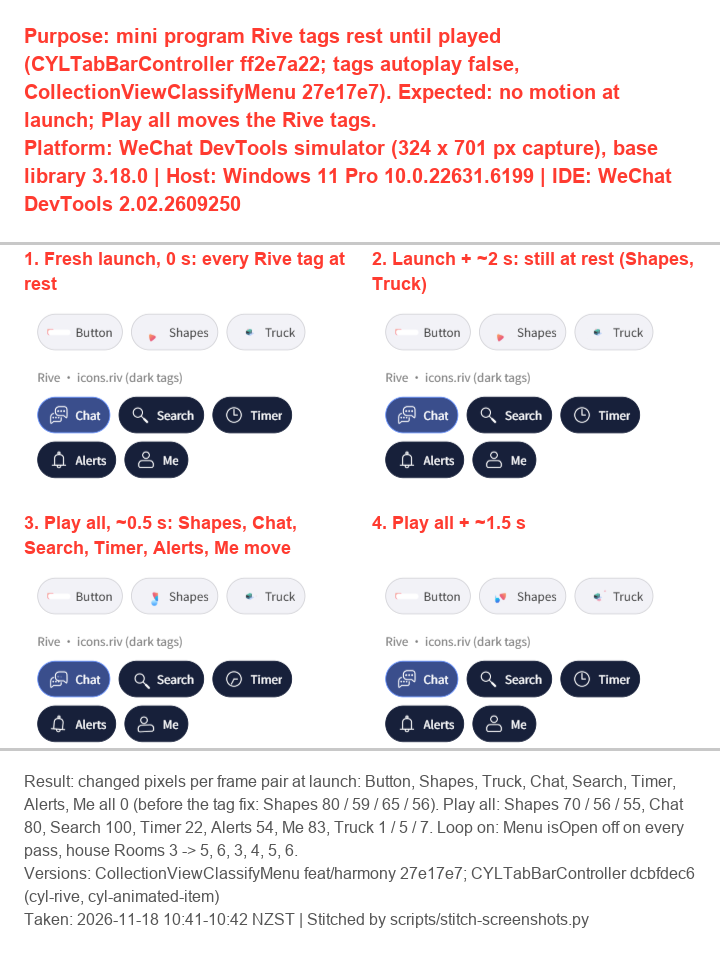 Purpose: mini program Rive tags rest until played
(CYLTabBarController ff2e7a22; tags autoplay false,
CollectionViewClassifyMenu 27e17e7). Expected: no motion at
launch; Play all moves the Rive tags.
Platform: WeChat DevTools simulator (324 x 701 px capture), base
library 3.18.0 | Host: Windows 11 Pro 10.0.22631.6199 | IDE: WeChat
DevTools 2.02.2609250
1. Fresh launch, 0 s: every Rive tag at
rest
Button Shapes Truck
Rive • icons.riv (dark tags)
Chat Search Timer
Alerts Me
2. Launch + ~2 s: still at rest (Shapes,
Truck)
Button Shapes Truck
Rive • icons.riv (dark tags)
Chat Search Timer
Alerts Me
3. Play all, ~0.5 s: Shapes, Chat,
Search, Timer, Alerts, Me move
Button Shapes Truck
Rive • icons.riv (dark tags)
Chat Search Timer
Alerts Me
4. Play all + ~1.5 s
Button Shapes Truck
Rive • icons.riv (dark tags)
Chat Search Timer
Alerts Me
Result: changed pixels per frame pair at launch: Button, Shapes, Truck, Chat, Search, Timer,
Alerts, Me all 0 (before the tag fix: Shapes 80 / 59 / 65 / 56). Play all: Shapes 70 / 56 / 55, Chat
80, Search 100, Timer 22, Alerts 54, Me 83, Truck 1 / 5 / 7. Loop on: Menu isOpen off on every
pass, house Rooms 3 -> 5, 6, 3, 4, 5, 6.
Versions: CollectionViewClassifyMenu feat/harmony 27e17e7; CYLTabBarController dcbfdec6
(cyl-rive, cyl-animated-item)
Taken: 2026-11-18 10:41-10:42 NZST | Stitched by scripts/stitch-screenshots.py